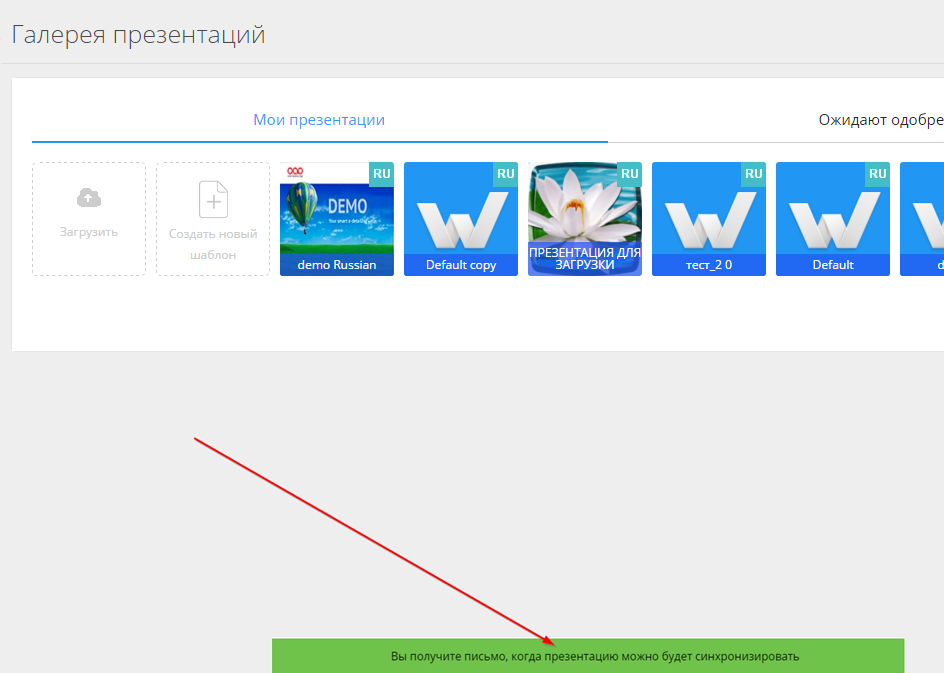 Галерея презентаций
Мои презентации
Ожидают одобре
Загрузить
Создать новый
шаблон
RU
DEMO
demo Russian
RU
Default copy
RU
ПРЕЗЕНТАЦИЯ ДЛЯ
ЗАГРУЗКИ
RU
тест_2 0
RU
Default
d
Вы получите письмо, когда презентацию можно будет синхронизировать